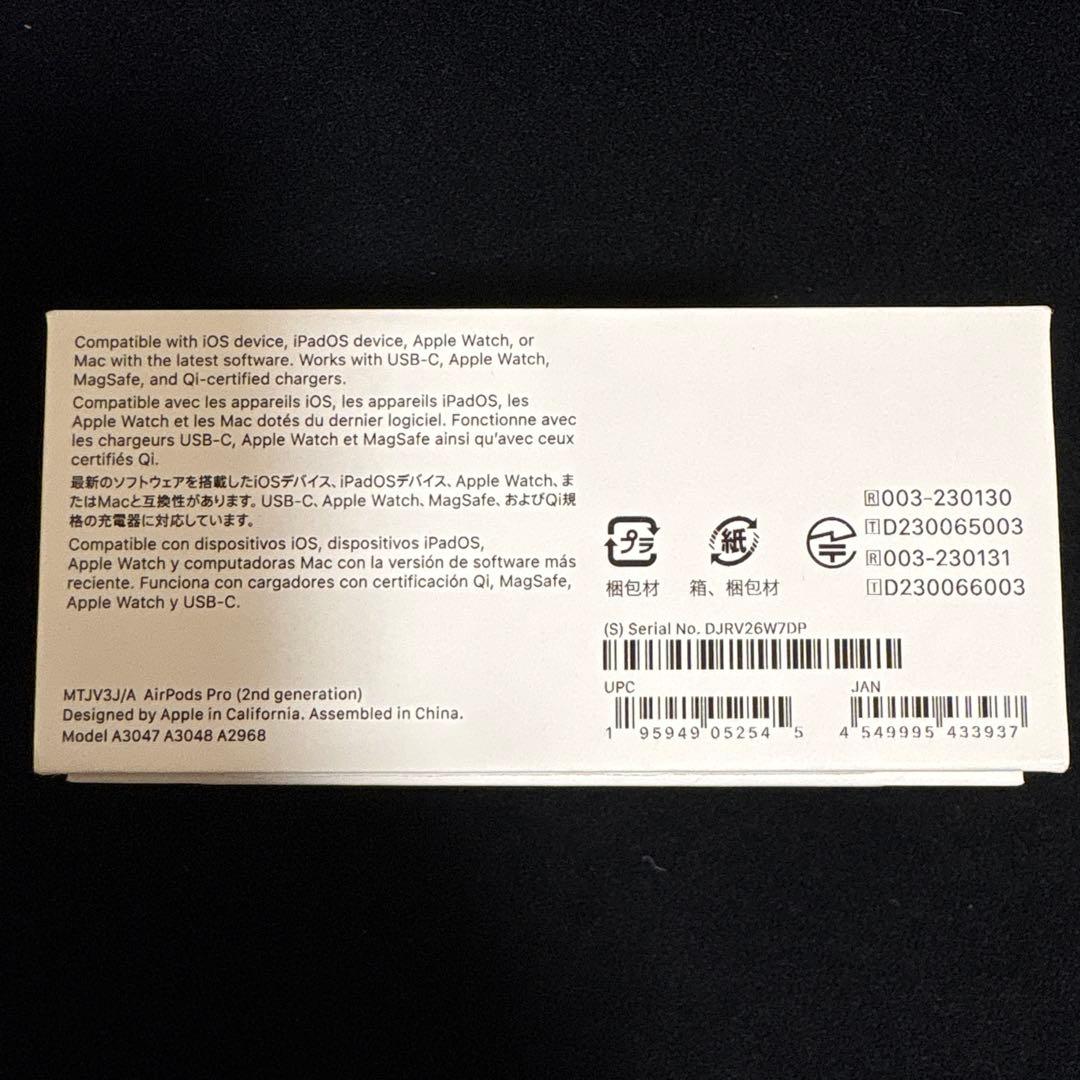 Compatible with iOS device, iPadOS device, Apple Watch, or
Mac with the latest software. Works with USB-C, Apple Watch,
MagSafe, and Qi-certified chargers.
Compatible avec les appareils iOS, les appareils iPadOS, les
Apple Watch et les Mac dotés du dernier logiciel. Fonctionne avec
les chargeurs USB-C, Apple Watch et MagSafe ainsi qu'avec ceux
certifiés Qi.
最新のソフトウェアを搭載したiOSデバイス、iPadOSデバイス、Apple Watch、ま
たはMacと互換性があります。USB-C、Apple Watch、MagSafe、およびQi規
格の充電器に対応しています。
Compatible con dispositivos iOS, dispositivos iPadOS,
Apple Watch y computadoras Mac con la versión de software más
reciente. Funciona con cargadores con certificación Qi, MagSafe,
Apple Watch y USB-C.
MTJV3J/A AirPods Pro (2nd generation)
Designed by Apple in California. Assembled in China.
Model A3047 A3048 A2968
プラ
梱包材
紙
箱、梱包材
R 003-230130
T D230065003
R 003-230131
T D230066003
(S) Serial No. DJRV26W7DP
UPC
1 95949 05254 5
JAN
4 549995 433937